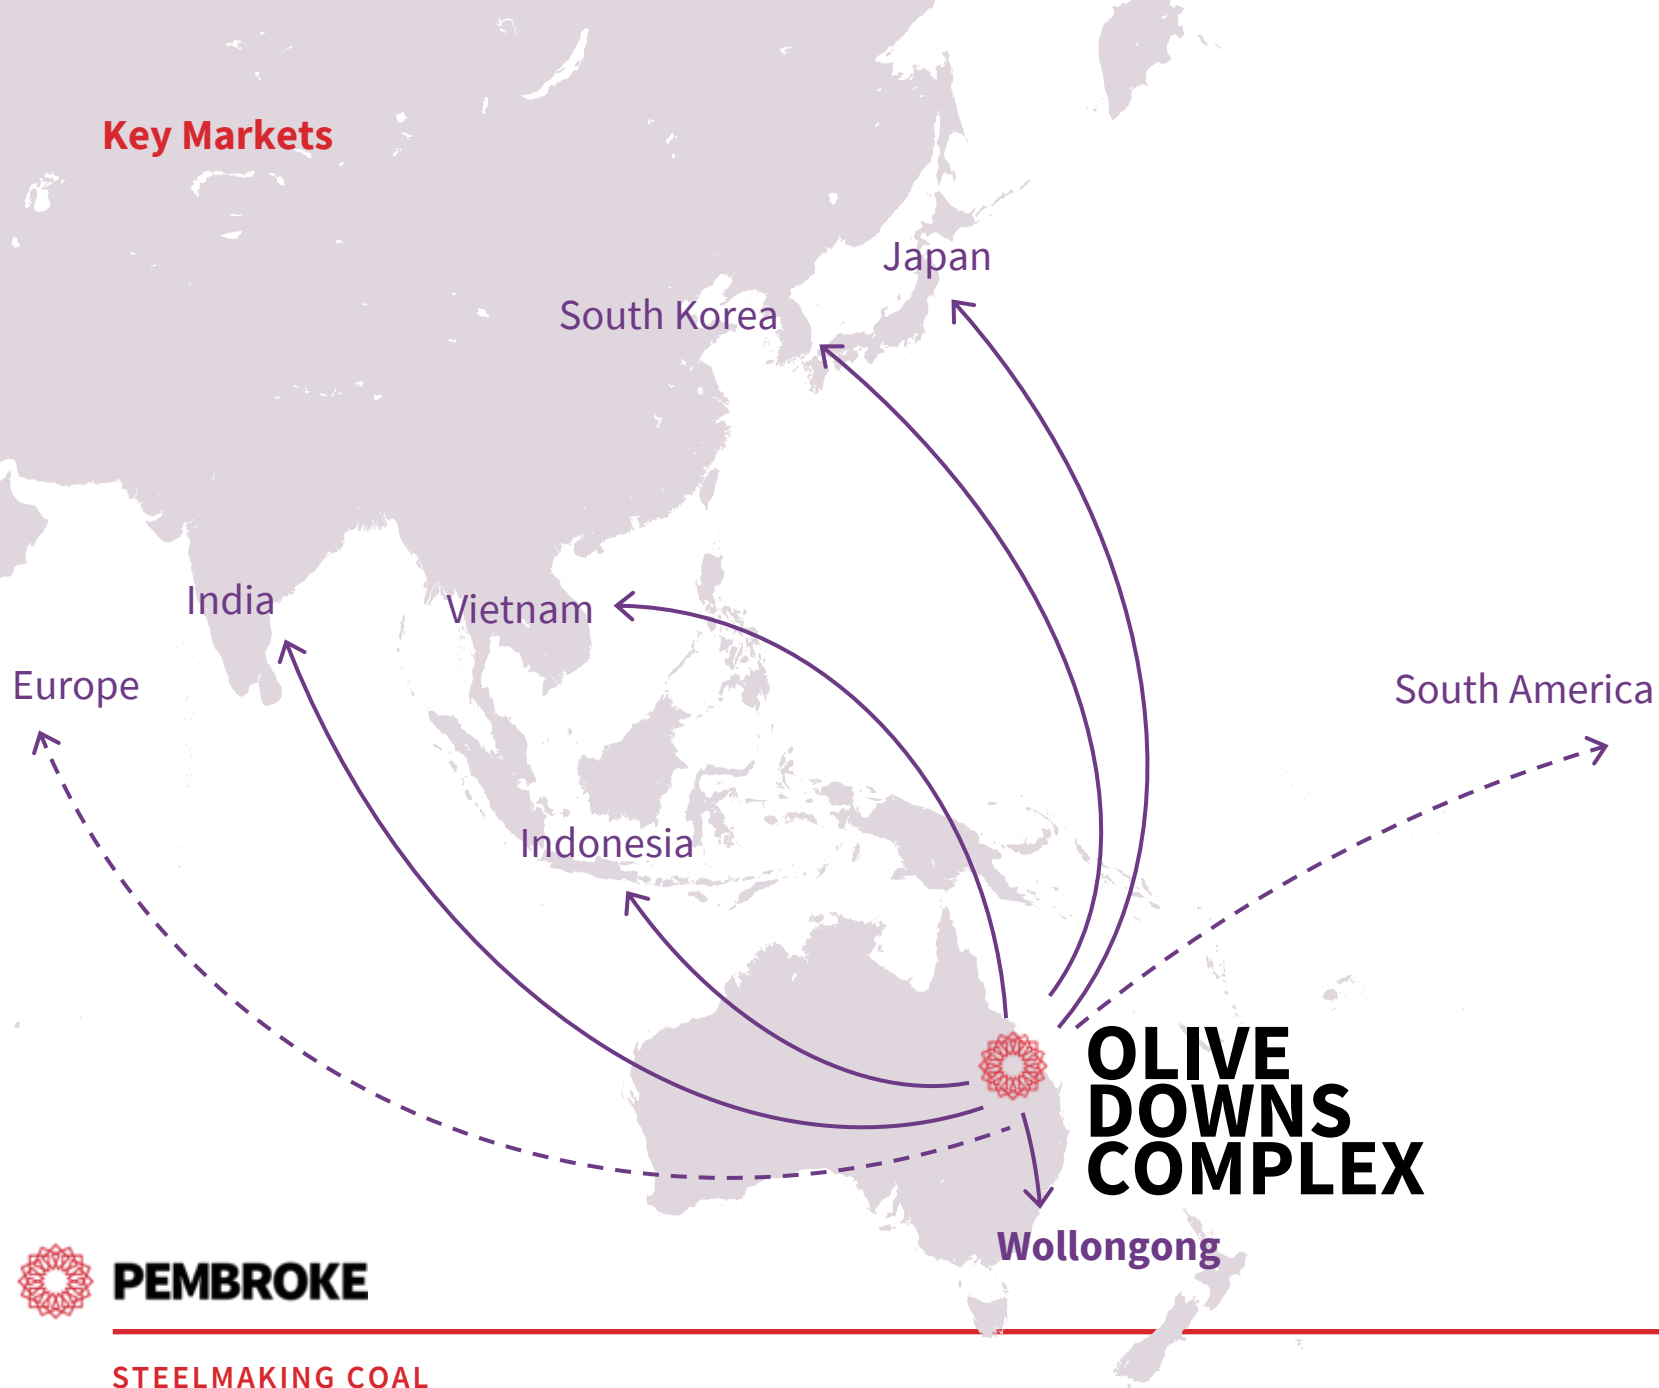 Key Markets
Japan
South Korea
India
Vietnam
Europe
South America
Indonesia
OLIVE
DOWNS
COMPLEX
Wollongong
PEMBROKE
STEELMAKING COAL